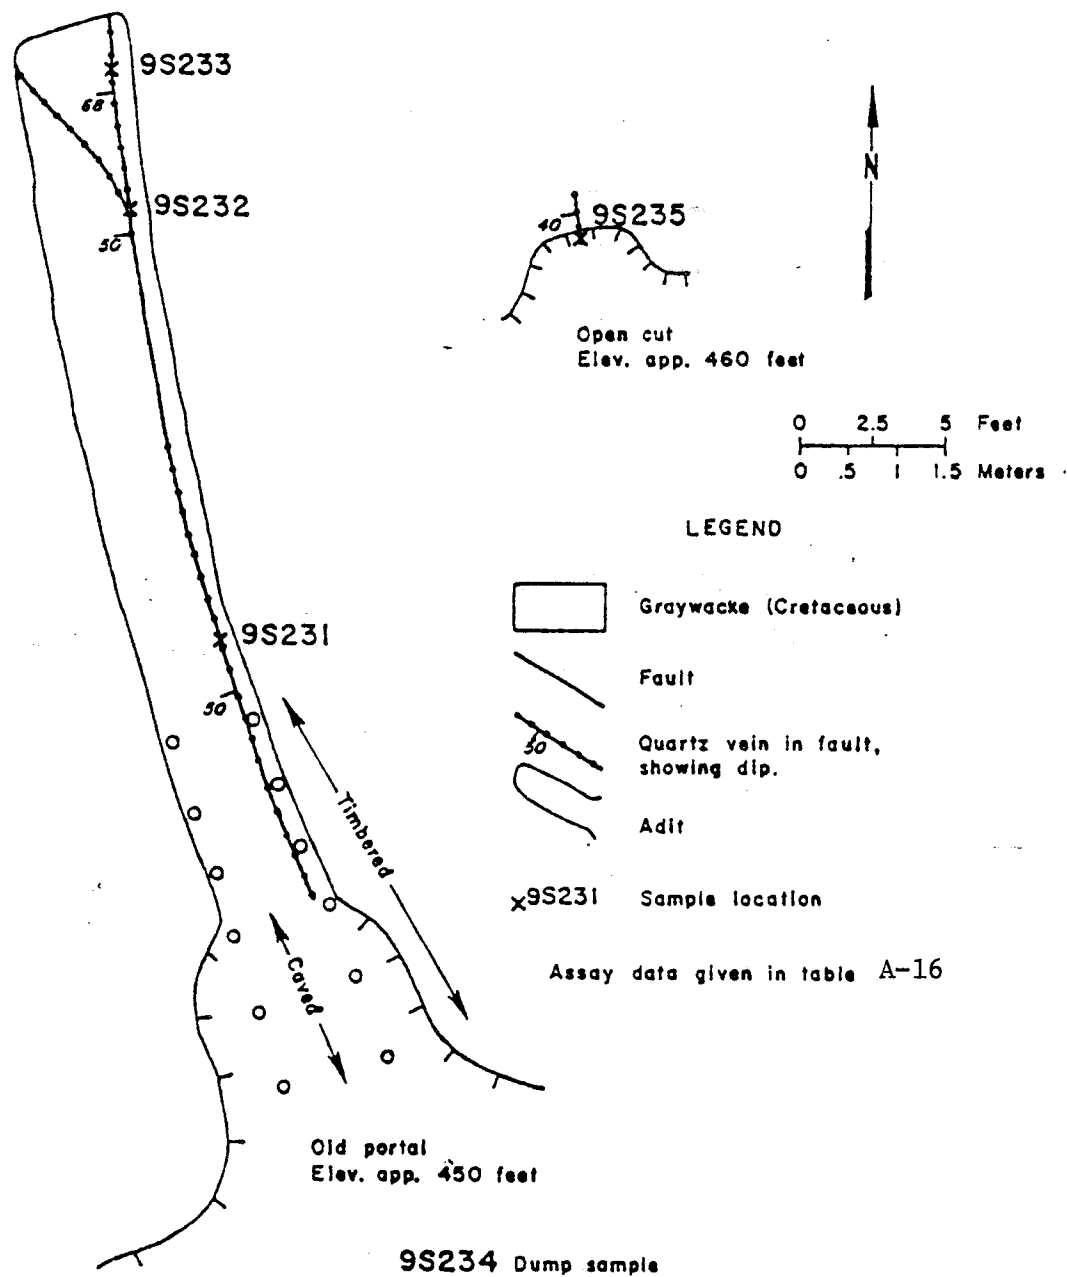 9S233
68
9S232
50
N
40
9S235
Open cut
Elev. app. 460 feet
0 2.5 5 Feet
0 .5 1 1.5 Meters
LEGEND
Graywacke (Cretaceous)
Fault
50
Quartz vein in fault,
showing dip.
Adit
x9S231 Sample location
Assay data given in table A-16
9S231
50
Timbered
Caved
Old portal
Elev. app. 450 feet
9S234 Dump sample